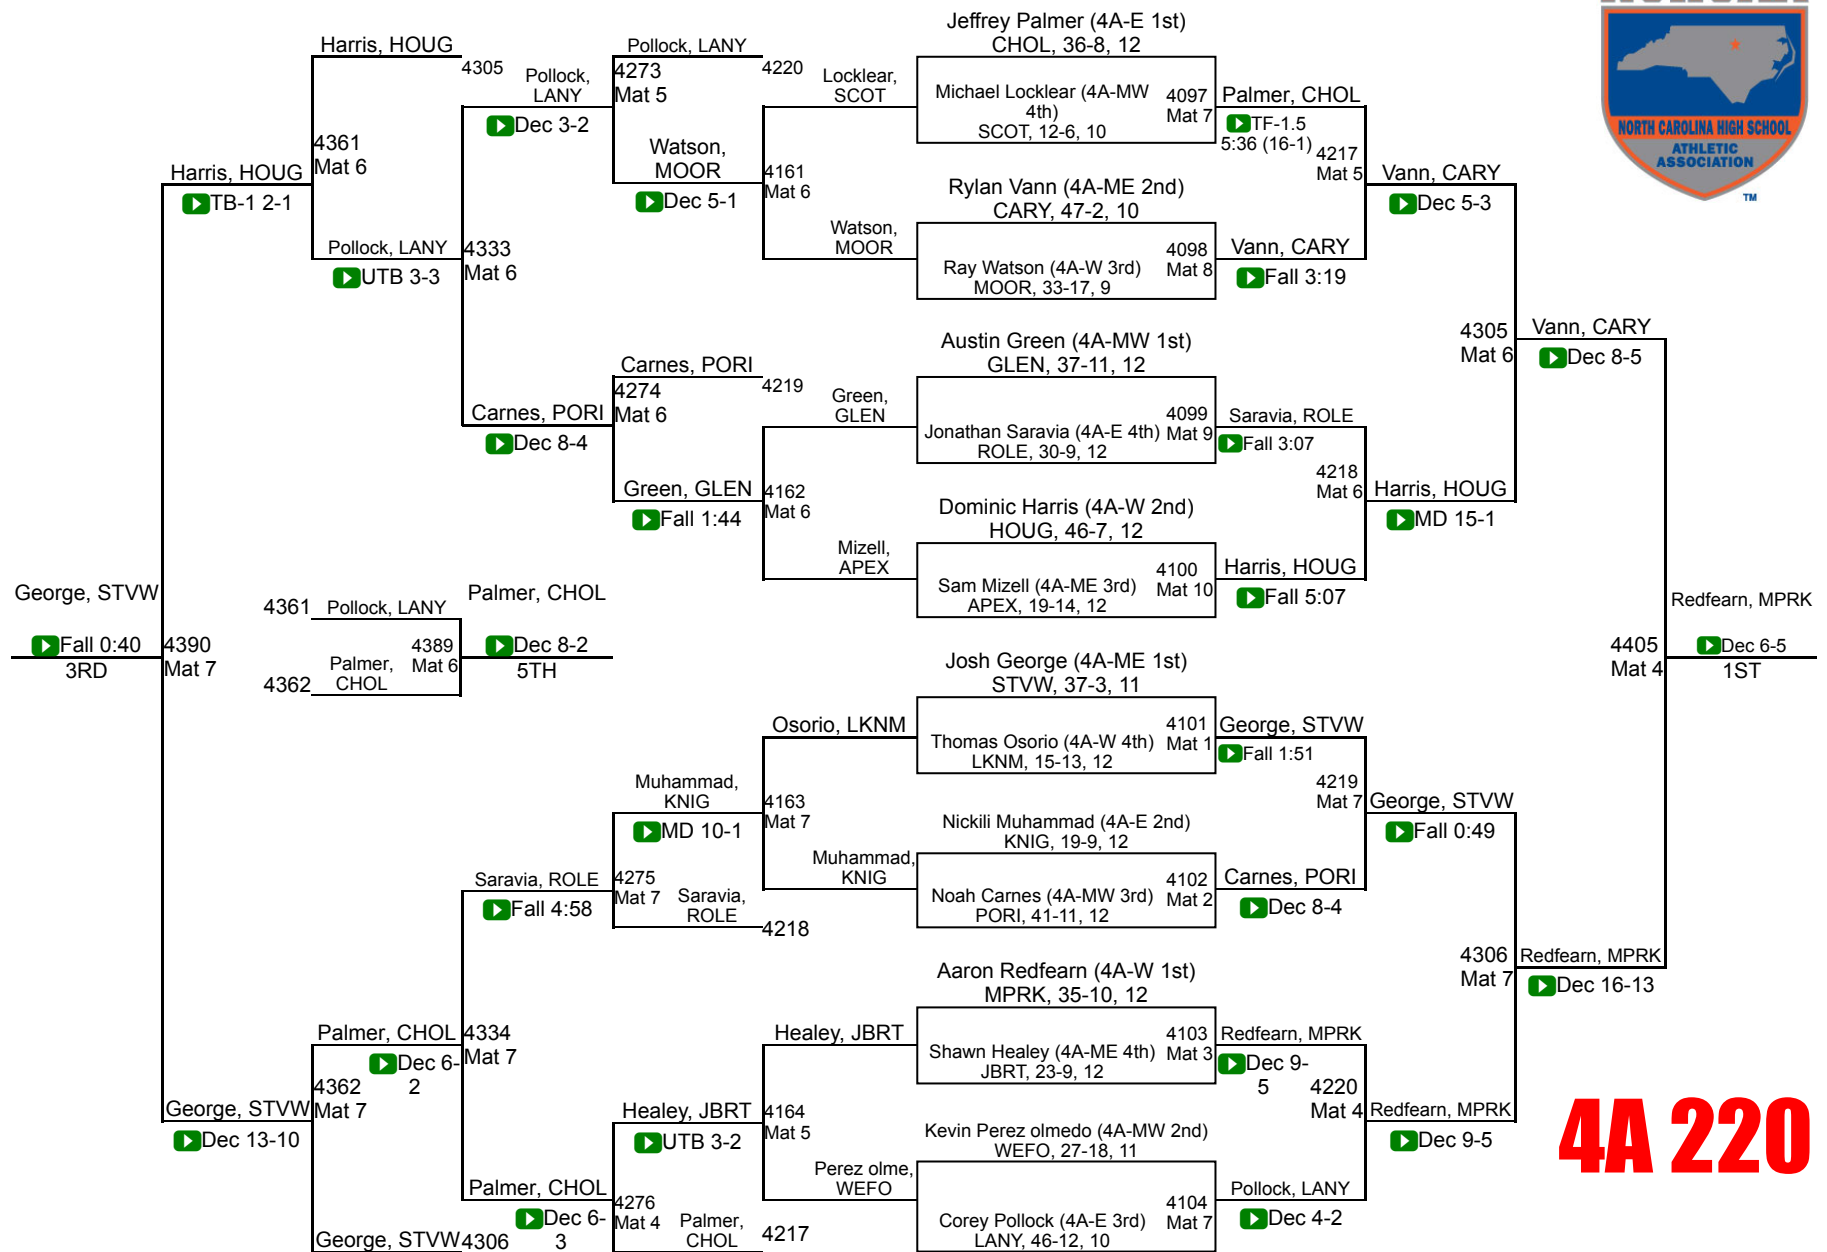 Jeffrey Palmer (4A-E 1st)
CHOL, 36-8, 12
Michael Locklear (4A-MW
4th)
SCOT, 12-6, 10
4097
Mat 7
Rylan Vann (4A-ME 2nd)
CARY, 47-2, 10
Ray Watson (4A-W 3rd)
MOOR, 33-17, 9
4098
Mat 8
Austin Green (4A-MW 1st)
GLEN, 37-11, 12
Jonathan Saravia (4A-E 4th)
ROLE, 30-9, 12
4099
Mat 9
Dominic Harris (4A-W 2nd)
HOUG, 46-7, 12
Sam Mizell (4A-ME 3rd)
APEX, 19-14, 12
4100
Mat 10
Josh George (4A-ME 1st)
STVW, 37-3, 11
Thomas Osorio (4A-W 4th)
LKNM, 15-13, 12
4101
Mat 1
Nickili Muhammad (4A-E 2nd)
KNIG, 19-9, 12
Noah Carnes (4A-MW 3rd)
PORI, 41-11, 12
4102
Mat 2
Aaron Redfearn (4A-W 1st)
MPRK, 35-10, 12
Shawn Healey (4A-ME 4th)
JBRT, 23-9, 12
4103
Mat 3
Kevin Perez olmedo (4A-MW 2nd)
WEFO, 27-18, 11
Corey Pollock (4A-E 3rd)
LANY, 46-12, 10
4104
Mat 7
Palmer, CHOL
TF-1.5
5:36 (16-1)
4217
Mat 5
Vann, CARY
Fall 3:19
Saravia, ROLE
Fall 3:07
4218
Mat 6
Harris, HOUG
Fall 5:07
George, STVW
Fall 1:51
4219
Mat 7
Carnes, PORI
Dec 8-4
Redfearn, MPRK
Dec 9-
5
4220
Mat 4
Pollock, LANY
Dec 4-2
Vann, CARY
Dec 5-3
4305
Mat 6
Harris, HOUG
MD 15-1
George, STVW
Fall 0:49
4306
Mat 7
Redfearn, MPRK
Dec 9-5
Vann, CARY
Dec 8-5
4405
Mat 4
Redfearn, MPRK
Dec 16-13
Redfearn, MPRK
Dec 6-5
1ST
Locklear,
SCOT
4161
Mat 6
Watson,
MOOR
Green,
GLEN
4162
Mat 6
Mizell,
APEX
Osorio, LKNM
4163
Mat 7
Muhammad,
KNIG
Healey, JBRT
4164
Mat 5
Perez olme,
WEFO
Pollock, LANY
4220
4273
Mat 5
Watson,
MOOR
Dec 5-1
Carnes, PORI
4219
4274
Mat 6
Green, GLEN
Fall 1:44
Muhammad,
KNIG
MD 10-1
4275
Mat 7
Saravia,
ROLE
4218
Healey, JBRT
UTB 3-2
4276
Mat 4
Palmer,
CHOL
4217
Pollock,
LANY
Dec 3-2
4333
Mat 6
Carnes, PORI
Dec 8-4
Saravia, ROLE
Fall 4:58
4334
Mat 7
Palmer, CHOL
Dec 6-
3
Harris, HOUG
4305
4361
Mat 6
Pollock, LANY
UTB 3-3
Palmer, CHOL
Dec 6-
2
4362
Mat 7
George, STVW
4306
Harris, HOUG
TB-1 2-1
4390
Mat 7
George, STVW
Dec 13-10
George, STVW
Fall 0:40
3RD
4361
Pollock, LANY
4389
Mat 6
4362
Palmer,
CHOL
Palmer, CHOL
Dec 8-2
5TH
NORTH CAROLINA HIGH SCHOOL
ATHLETIC
ASSOCIATION
TM
4A 220